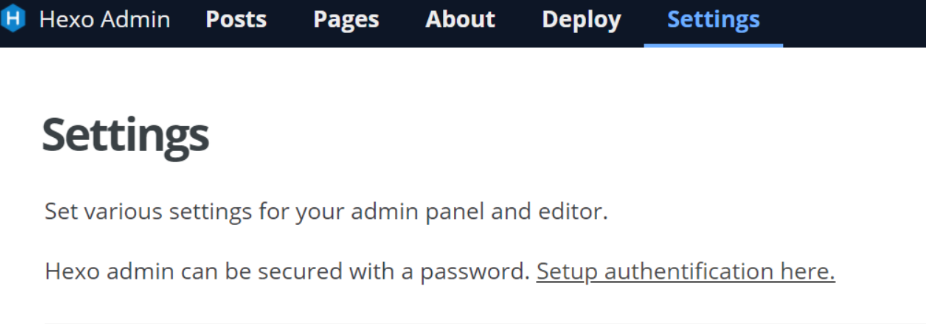 Hexo Admin Posts Pages About Deploy Settings
Settings
Set various settings for your admin panel and editor.
Hexo admin can be secured with a password. Setup authentification here.